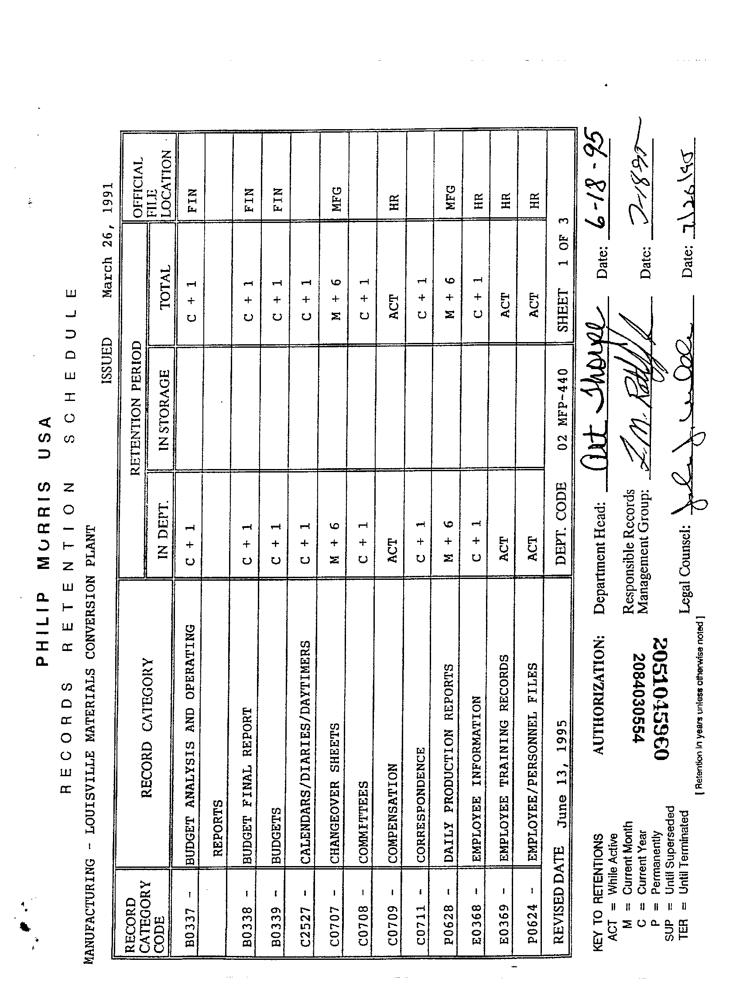 PHILIP MORRIS USA
RECORDS RETENTION SCHEDULE
MANUFACTURING - LOUISVILLE MATERIALS CONVERSION PLANT
ISSUED March 26, 1991
RECORD CATEGORY CODE | RECORD CATEGORY | RETENTION PERIOD | OFFICIAL FILE LOCATION
IN DEPT. | IN STORAGE | TOTAL
B0337 - | BUDGET ANALYSIS AND OPERATING | C + 1 | C + 1 | FIN
REPORTS
B0338 - | BUDGET FINAL REPORT | C + 1 | C + 1 | FIN
B0339 - | BUDGETS | C + 1 | C + 1 | FIN
C2527 - | CALENDARS/DIARIES/DAYTIMERS | C + 1 | C + 1
C0707 - | CHANGEOVER SHEETS | M + 6 | M + 6 | MFG
C0708 - | COMMITTEES | C + 1 | C + 1
C0709 - | COMPENSATION | ACT | ACT | HR
C0711 - | CORRESPONDENCE | C + 1 | C + 1
P0628 - | DAILY PRODUCTION REPORTS | M + 6 | M + 6 | MFG
E0368 - | EMPLOYEE INFORMATION | C + 1 | C + 1 | HR
E0369 - | EMPLOYEE TRAINING RECORDS | ACT | ACT | HR
P0624 - | EMPLOYEE/PERSONNEL FILES | ACT | ACT | HR
REVISED DATE June 13, 1995 | DEPT. CODE 02 MFP-440 | SHEET 1 OF 3
KEY TO RETENTIONS
ACT = While Active
M = Current Month
C = Current Year
P = Permanently
SUP = Until Superseded
TER = Until Terminated
AUTHORIZATION:
2084030554
2051045960
[ Retention in years unless otherwise noted ]
Department Head: Art Sharpe Date: 6-18-95
Responsible Records
Management Group: Date:
Legal Counsel: Date: 7/26/95